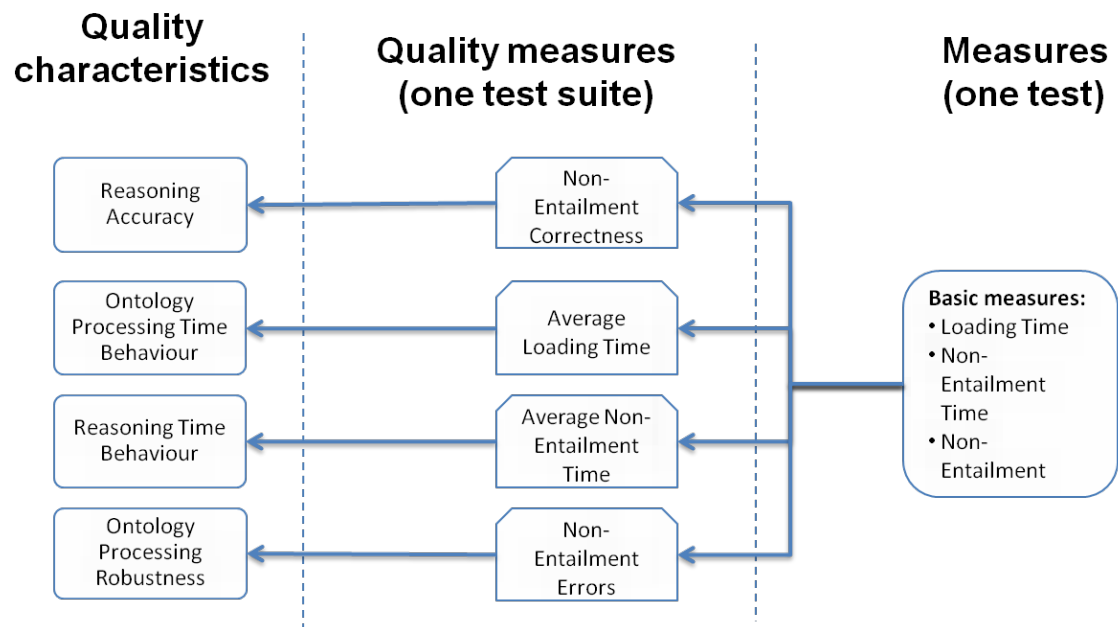 Quality
characteristics
Quality measures
(one test suite)
Measures
(one test)
Reasoning
Accuracy
Non-
Entailment
Correctness
Ontology
Processing Time
Behaviour
Average
Loading Time
Reasoning Time
Behaviour
Average Non-
Entailment
Time
Ontology
Processing
Robustness
Non-
Entailment
Errors
Basic measures:
• Loading Time
• Non-
Entailment
Time
• Non-
Entailment